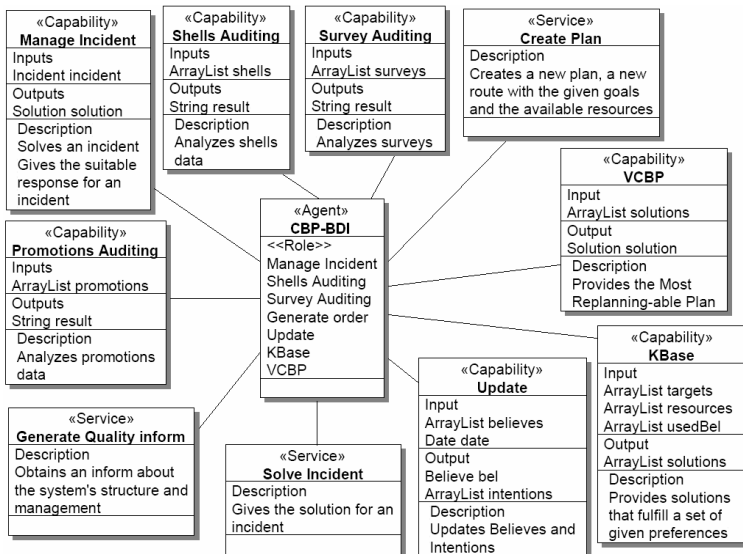 «Capability»
Manage Incident
Inputs
Incident incident
Outputs
Solution solution
Description
Solves an incident
Gives the suitable
response for an
incident
«Capability»
Shells Auditing
Inputs
ArrayList shells
Outputs
String result
Description
Analyzes shells
data
«Capability»
Survey Auditing
Inputs
ArrayList surveys
Outputs
String result
Description
Analyzes surveys
«Service»
Create Plan
Description
Creates a new plan, a new
route with the given goals
and the available resources
«Capability»
VCBP
Input
ArrayList solutions
Output
Solution solution
Description
Provides the Most
Replanning-able Plan
«Agent»
CBP-BDI
<<Role>>
Manage Incident
Shells Auditing
Survey Auditing
Generate order
Update
KBase
VCBP
«Capability»
Promotions Auditing
Inputs
ArrayList promotions
Outputs
String result
Description
Analyzes promotions
data
«Capability»
KBase
Input
ArrayList targets
ArrayList resources
ArrayList usedBel
Output
ArrayList solutions
Description
Provides solutions
that fulfill a set of
given preferences
«Capability»
Update
Input
ArrayList believes
Date date
Output
Believe bel
ArrayList intentions
Description
Updates Believes and
Intentions
«Service»
Generate Quality inform
Description
Obtains an inform about
the system's structure and
management
«Service»
Solve Incident
Description
Gives the solution for an
incident